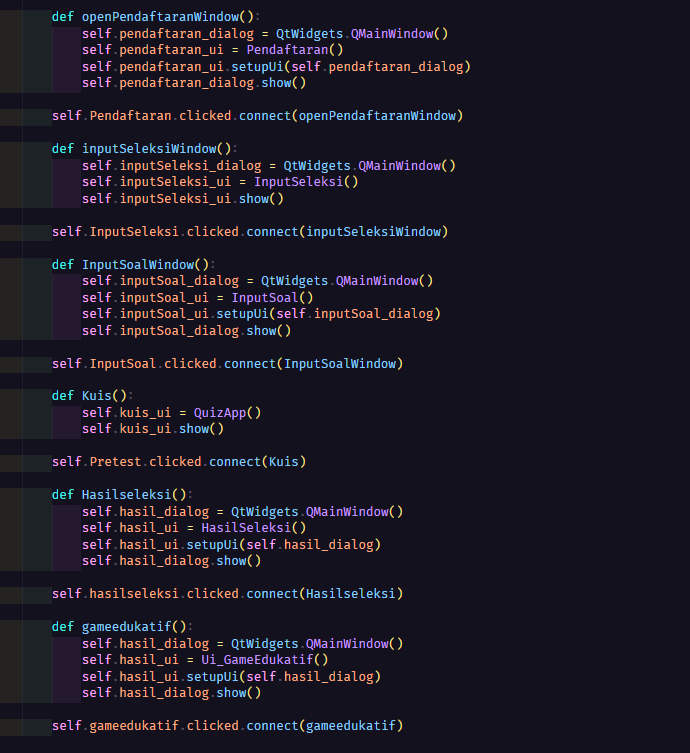 def openPendaftaranWindow():
self.pendaftaran_dialog = QtWidgets.QMainWindow()
self.pendaftaran_ui = Pendaftaran()
self.pendaftaran_ui.setupUi(self.pendaftaran_dialog)
self.pendaftaran_dialog.show()
self.Pendaftaran.clicked.connect(openPendaftaranWindow)
def inputSeleksiWindow():
self.inputSeleksi_dialog = QtWidgets.QMainWindow()
self.inputSeleksi_ui = InputSeleksi()
self.inputSeleksi_ui.show()
self.InputSeleksi.clicked.connect(inputSeleksiWindow)
def InputSoalWindow():
self.inputSoal_dialog = QtWidgets.QMainWindow()
self.inputSoal_ui = InputSoal()
self.inputSoal_ui.setupUi(self.inputSoal_dialog)
self.inputSoal_dialog.show()
self.InputSoal.clicked.connect(InputSoalWindow)
def Kuis():
self.kuis_ui = QuizApp()
self.kuis_ui.show()
self.Pretest.clicked.connect(Kuis)
def Hasilseleksi():
self.hasil_dialog = QtWidgets.QMainWindow()
self.hasil_ui = HasilSeleksi()
self.hasil_ui.setupUi(self.hasil_dialog)
self.hasil_dialog.show()
self.hasilseleksi.clicked.connect(Hasilseleksi)
def gameedukatif():
self.hasil_dialog = QtWidgets.QMainWindow()
self.hasil_ui = Ui_GameEdukatif()
self.hasil_ui.setupUi(self.hasil_dialog)
self.hasil_dialog.show()
self.gameedukatif.clicked.connect(gameedukatif)